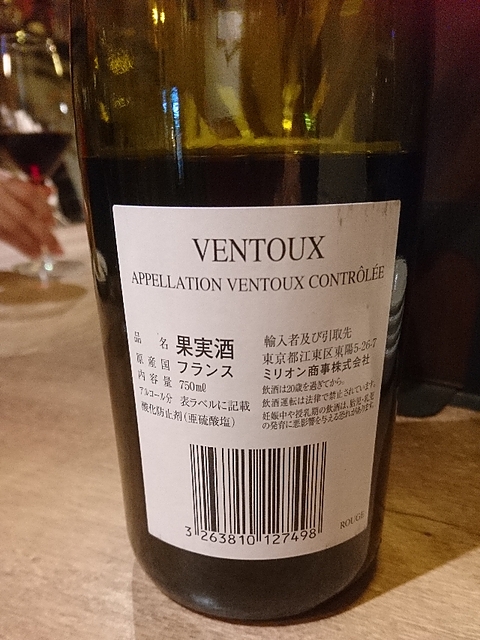 VENTOUX
APPELLATION VENTOUX CONTRÔLÉE
品名 果実酒
原産国 フランス
内容量 750ml
アルコール分 表ラベルに記載
酸化防止剤(亜硫酸塩)
輸入者及び引取先
東京都江東区東陽5-26-7
ミリオン商事株式会社
飲酒は20歳を過ぎてから。
飲酒運転は法律で禁止されています。
妊娠中や授乳期の飲酒は、胎児・乳児
の発育に悪影響を与える恐れがあります。
3 263810 127498
ROUGE